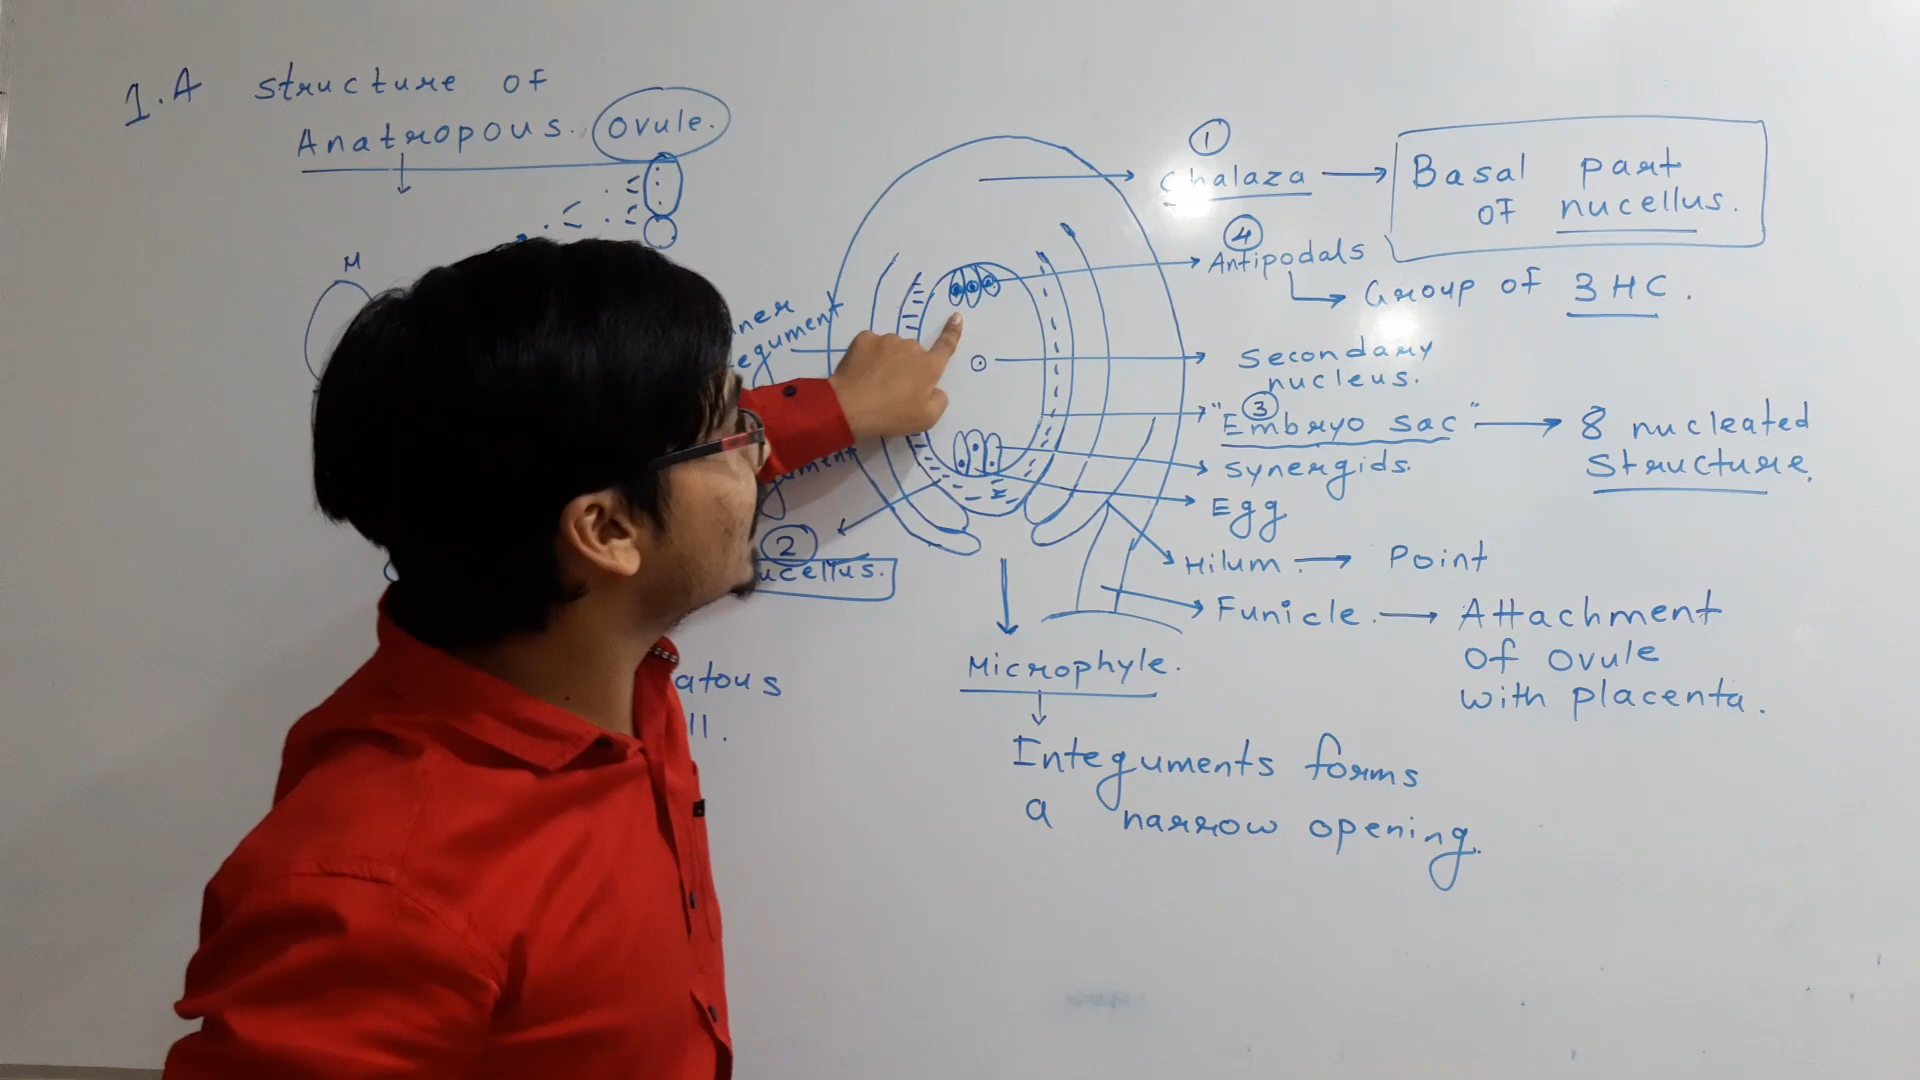 1.A structure of
Anatropous. Ovule.
M
1
Chalaza
Basal part
of nucellus.
4
Antipodals
Group of 3 HC.
Secondary
nucleus.
3
"Embryo sac"
8 nucleated
structure.
synergids.
Egg
Hilum.
Point
Funicle.
Attachment
of ovule
with placenta.
2
Microphyle.
Integuments forms
a narrow opening.